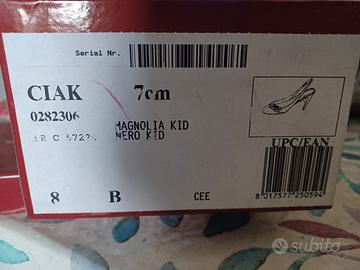 Serial Nr.
CIAK 7cm
0282306
MAGNOLIA KID
NERO KID
UPC/EAN
8 B CEE
8 017577 250594
subito